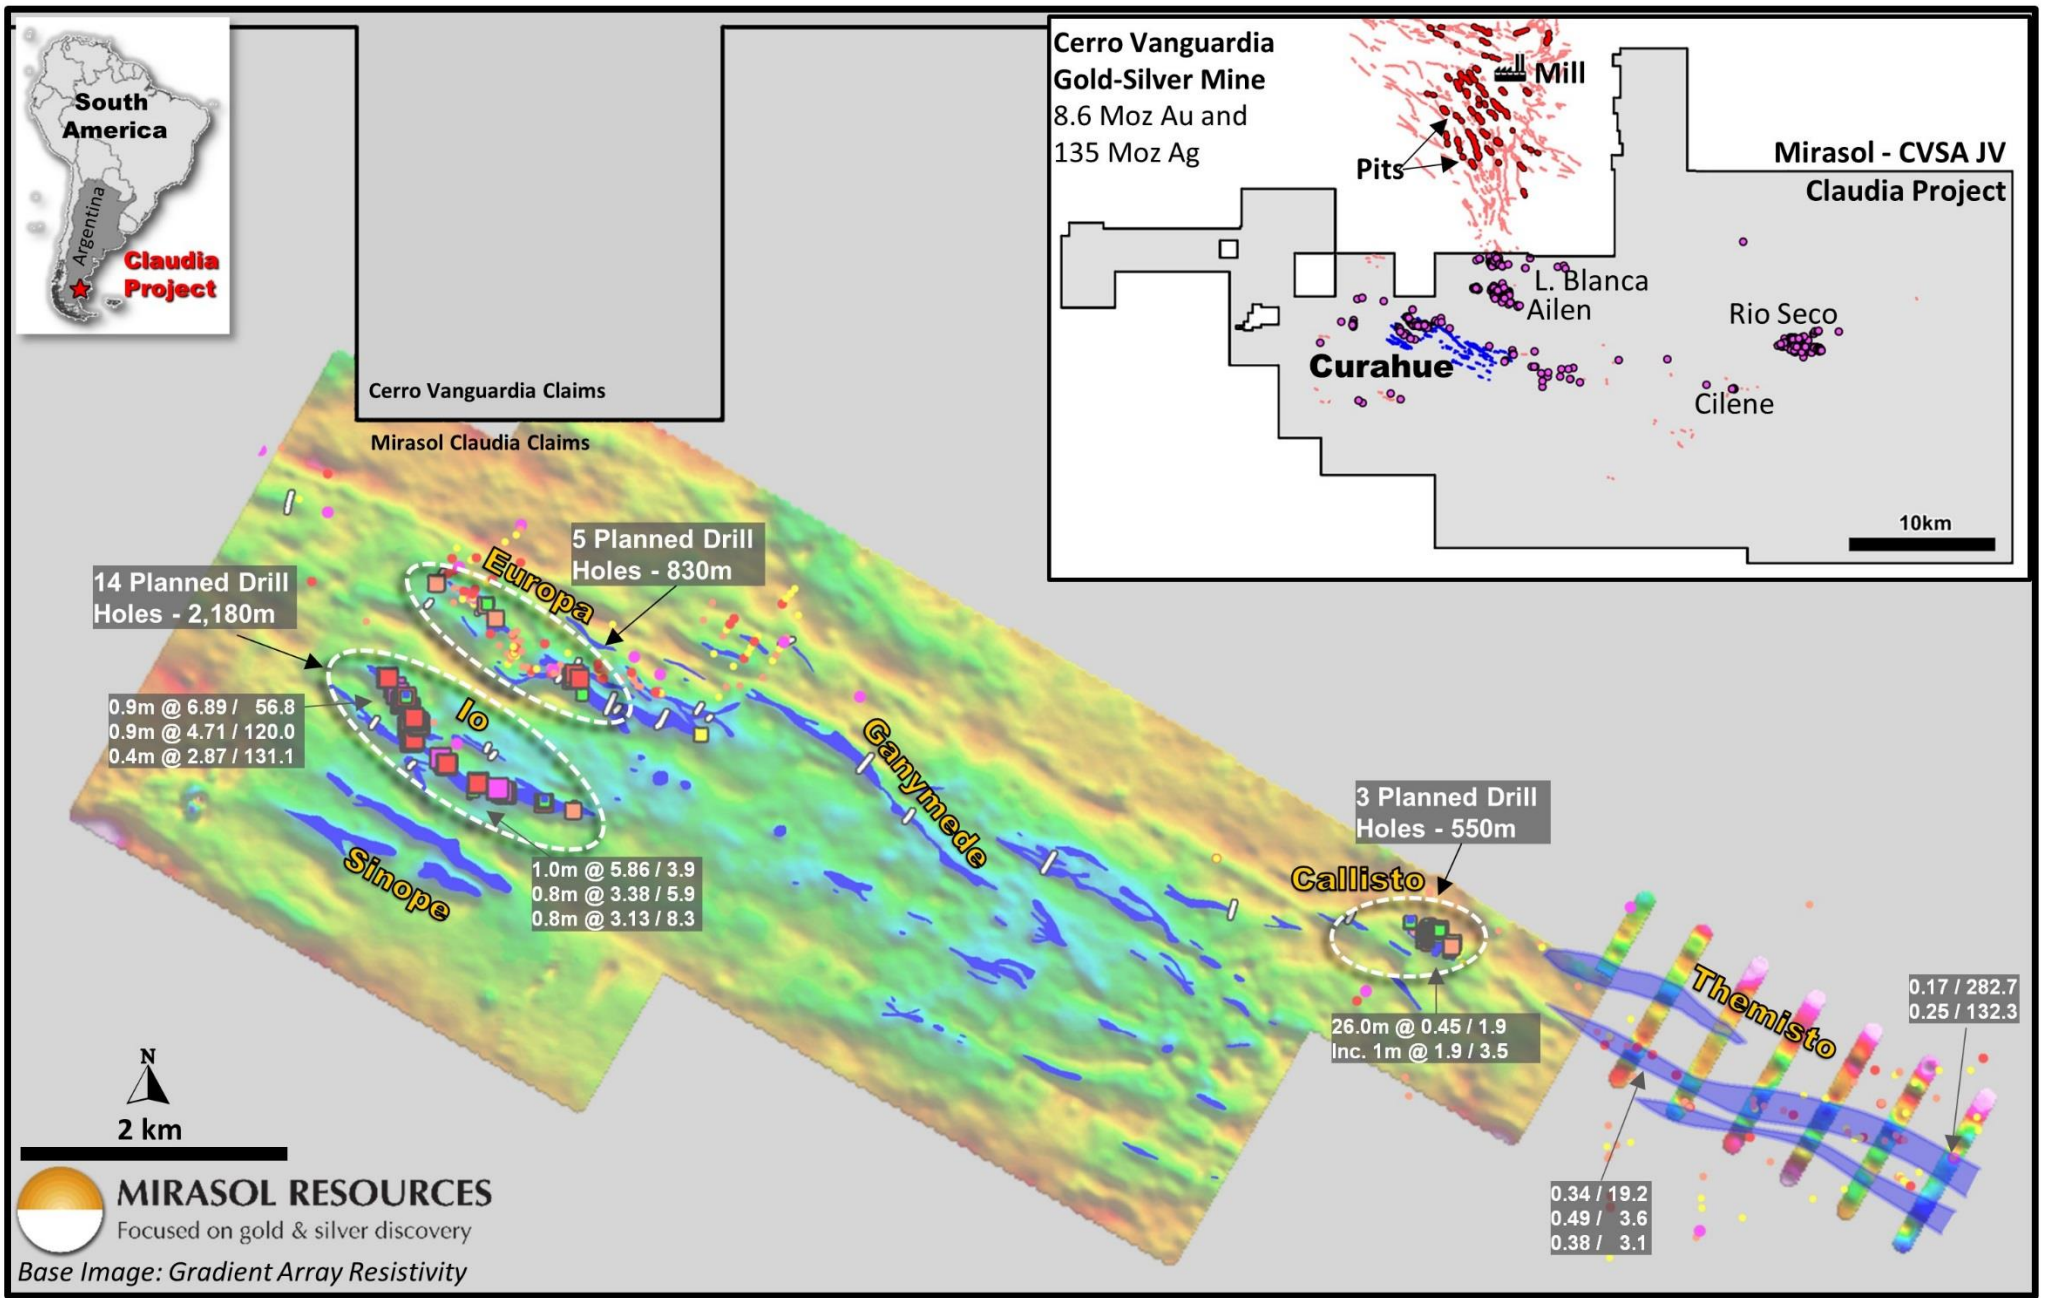 South
America
Argentina
Claudia
Project
Cerro Vanguardia
Gold-Silver Mine
8.6 Moz Au and
135 Moz Ag
Mill
Pits
Mirasol - CVSA JV
Claudia Project
L. Blanca
Ailen
Rio Seco
Curahue
Cilene
10km
Cerro Vanguardia Claims
Mirasol Claudia Claims
5 Planned Drill
Holes - 830m
Europa
14 Planned Drill
Holes - 2,180m
0.9m @ 6.89 / 56.8
0.9m @ 4.71 / 120.0
0.4m @ 2.87 / 131.1
Io
Ganymede
Sinope
1.0m @ 5.86 / 3.9
0.8m @ 3.38 / 5.9
0.8m @ 3.13 / 8.3
3 Planned Drill
Holes - 550m
Callisto
26.0m @ 0.45 / 1.9
Inc. 1m @ 1.9 / 3.5
Themisto
0.17 / 282.7
0.25 / 132.3
0.34 / 19.2
0.49 / 3.6
0.38 / 3.1
N
2 km
MIRASOL RESOURCES
Focused on gold & silver discovery
Base Image: Gradient Array Resistivity